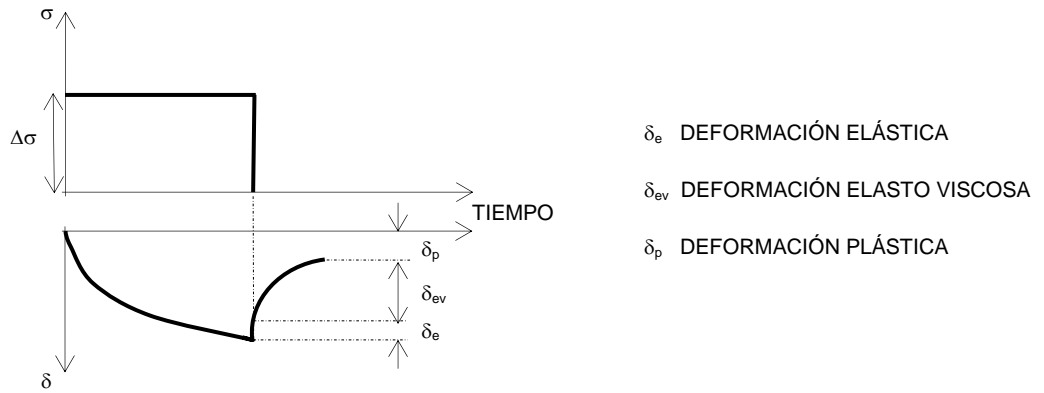 σ
Δσ
TIEMPO
δp
δev
δe
δ
δe DEFORMACIÓN ELÁSTICA
δev DEFORMACIÓN ELASTO VISCOSA
δp DEFORMACIÓN PLÁSTICA